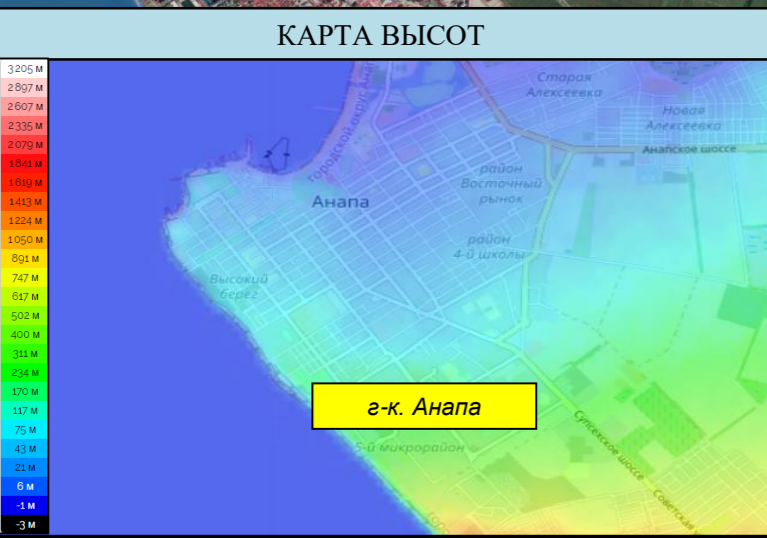 КАРТА ВЫСОТ
3205 м
2897 м
2607 м
2335 м
2079 м
1841 м
1619 м
1413 м
1224 м
1050 м
891 м
747 м
617 м
502 м
400 м
311 м
234 м
170 м
117 м
75 м
43 м
21 м
6 м
-1 м
-3 м
Городской округ Анапа
Старая
Алексеевка
Новая
Алексеевка
Анапское шоссе
район
Восточный
рынок
Анапа
район
4-й школы
Высокий
берег
г-к. Анапа
5-й микрорайон
Супсехское шоссе
Советская